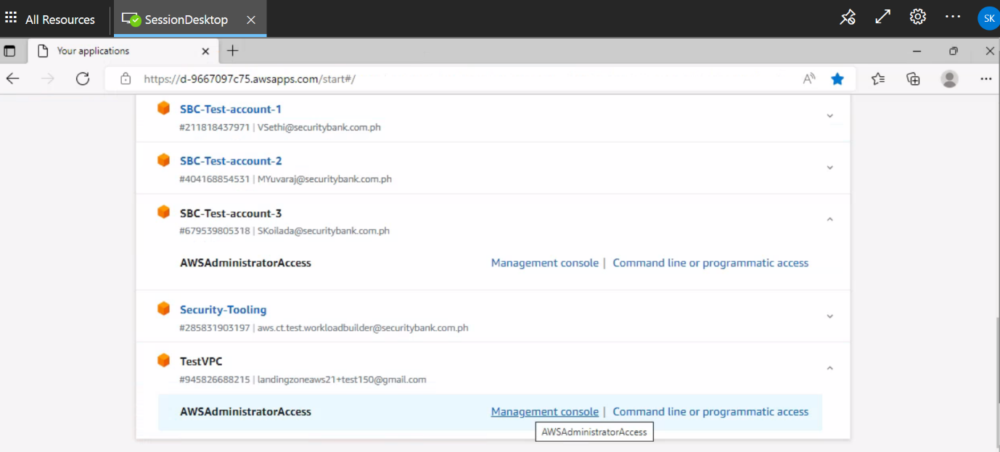 All Resources
SessionDesktop
SK
Your applications
https://d-9667097c75.awsapps.com/start#/
SBC-Test-account-1
#211818437971 | VSethi@securitybank.com.ph
SBC-Test-account-2
#404168854531 | MYuvaraj@securitybank.com.ph
SBC-Test-account-3
#679539805318 | SKoilada@securitybank.com.ph
AWSAdministratorAccess Management console | Command line or programmatic access
Security-Tooling
#285831903197 | aws.ct.test.workloadbuilder@securitybank.com.ph
TestVPC
#945826688215 | landingzoneaws21+test150@gmail.com
AWSAdministratorAccess Management console | Command line or programmatic access
AWSAdministratorAccess